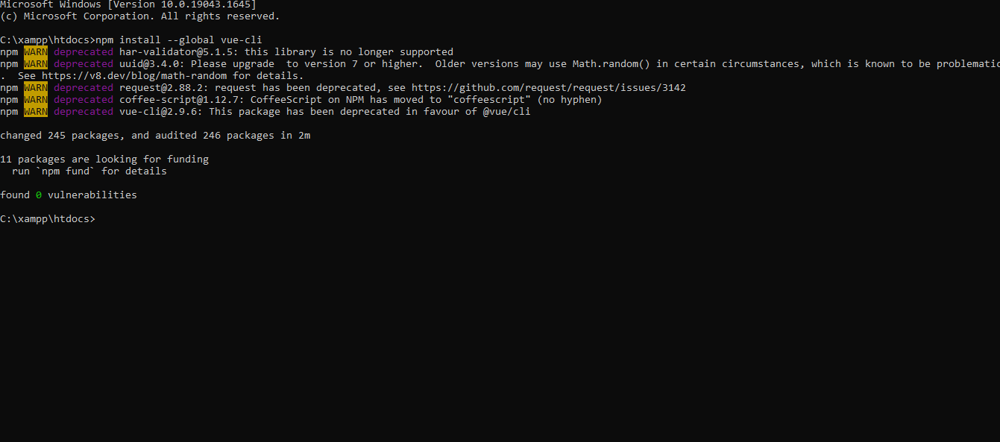 Microsoft Windows [Version 10.0.19043.1645]
(c) Microsoft Corporation. All rights reserved.
C:\xampp\htdocs>npm install --global vue-cli
npm WARN deprecated har-validator@5.1.5: this library is no longer supported
npm WARN deprecated uuid@3.4.0: Please upgrade  to version 7 or higher.  Older versions may use Math.random() in certain circumstances, which is known to be problematic
.  See https://v8.dev/blog/math-random for details.
npm WARN deprecated request@2.88.2: request has been deprecated, see https://github.com/request/request/issues/3142
npm WARN deprecated coffee-script@1.12.7: CoffeeScript on NPM has moved to "coffeescript" (no hyphen)
npm WARN deprecated vue-cli@2.9.6: This package has been deprecated in favour of @vue/cli
changed 245 packages, and audited 246 packages in 2m
11 packages are looking for funding
  run `npm fund` for details
found 0 vulnerabilities
C:\xampp\htdocs>